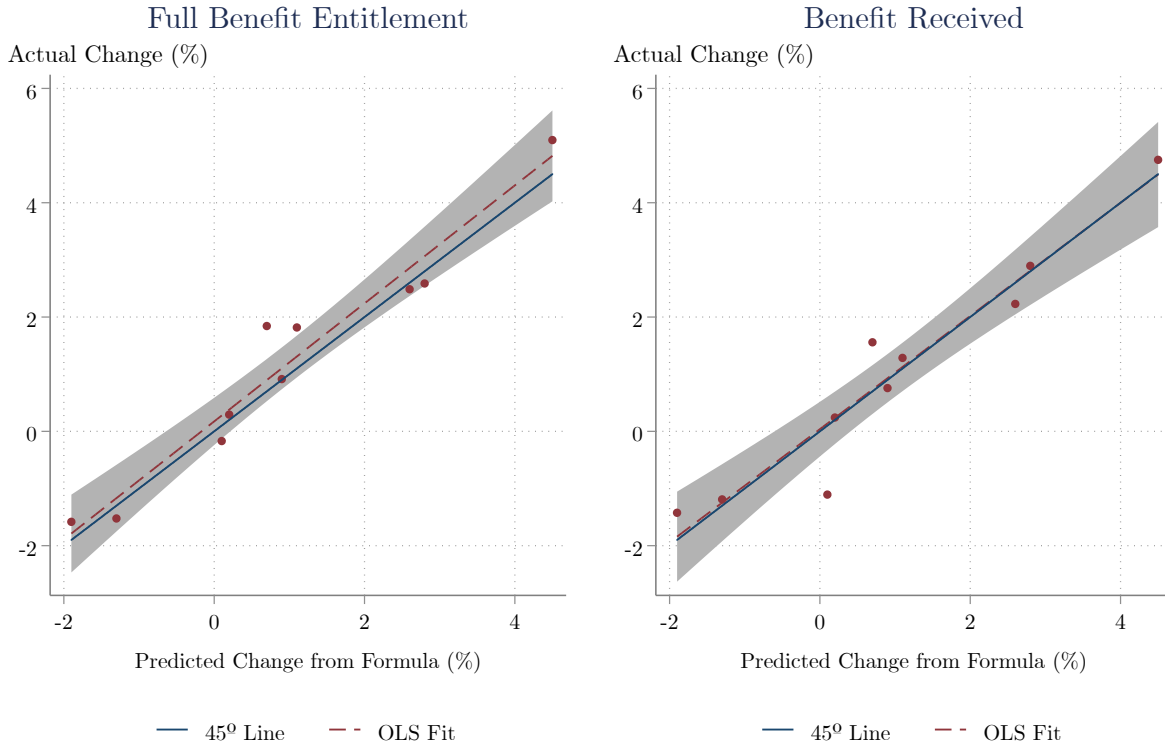 Full Benefit Entitlement
Actual Change (%)
6
4
2
0
-2
-2 0 2 4
Predicted Change from Formula (%)
45º Line OLS Fit
Benefit Received
Actual Change (%)
6
4
2
0
-2
-2 0 2 4
Predicted Change from Formula (%)
45º Line OLS Fit